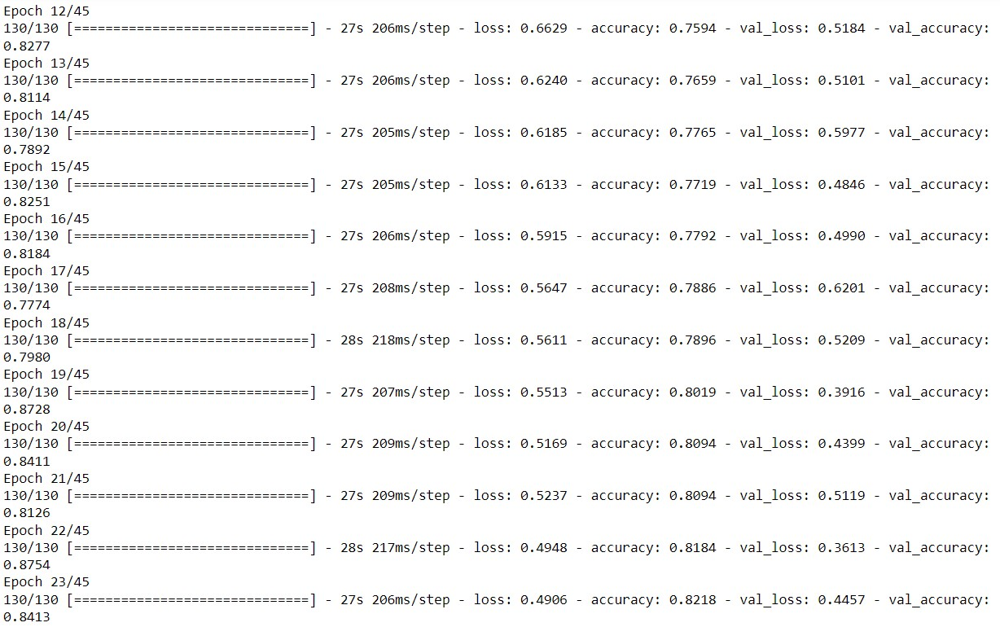 Epoch 12/45
130/130 [==============================] - 27s 206ms/step - loss: 0.6629 - accuracy: 0.7594 - val_loss: 0.5184 - val_accuracy:
0.8277
Epoch 13/45
130/130 [==============================] - 27s 206ms/step - loss: 0.6240 - accuracy: 0.7659 - val_loss: 0.5101 - val_accuracy:
0.8114
Epoch 14/45
130/130 [==============================] - 27s 205ms/step - loss: 0.6185 - accuracy: 0.7765 - val_loss: 0.5977 - val_accuracy:
0.7892
Epoch 15/45
130/130 [==============================] - 27s 205ms/step - loss: 0.6133 - accuracy: 0.7719 - val_loss: 0.4846 - val_accuracy:
0.8251
Epoch 16/45
130/130 [==============================] - 27s 206ms/step - loss: 0.5915 - accuracy: 0.7792 - val_loss: 0.4990 - val_accuracy:
0.8184
Epoch 17/45
130/130 [==============================] - 27s 208ms/step - loss: 0.5647 - accuracy: 0.7886 - val_loss: 0.6201 - val_accuracy:
0.7774
Epoch 18/45
130/130 [==============================] - 28s 218ms/step - loss: 0.5611 - accuracy: 0.7896 - val_loss: 0.5209 - val_accuracy:
0.7980
Epoch 19/45
130/130 [==============================] - 27s 207ms/step - loss: 0.5513 - accuracy: 0.8019 - val_loss: 0.3916 - val_accuracy:
0.8728
Epoch 20/45
130/130 [==============================] - 27s 209ms/step - loss: 0.5169 - accuracy: 0.8094 - val_loss: 0.4399 - val_accuracy:
0.8411
Epoch 21/45
130/130 [==============================] - 27s 209ms/step - loss: 0.5237 - accuracy: 0.8094 - val_loss: 0.5119 - val_accuracy:
0.8126
Epoch 22/45
130/130 [==============================] - 28s 217ms/step - loss: 0.4948 - accuracy: 0.8184 - val_loss: 0.3613 - val_accuracy:
0.8754
Epoch 23/45
130/130 [==============================] - 27s 206ms/step - loss: 0.4906 - accuracy: 0.8218 - val_loss: 0.4457 - val_accuracy:
0.8413